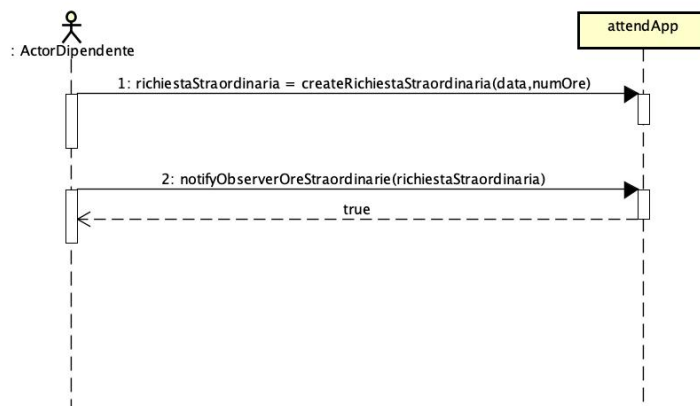 attendApp
: ActorDipendente
1: richiestaStraordinaria = createRichiestaStraordinaria(data,numOre)
2: notifyObserverOreStraordinarie(richiestaStraordinaria)
true